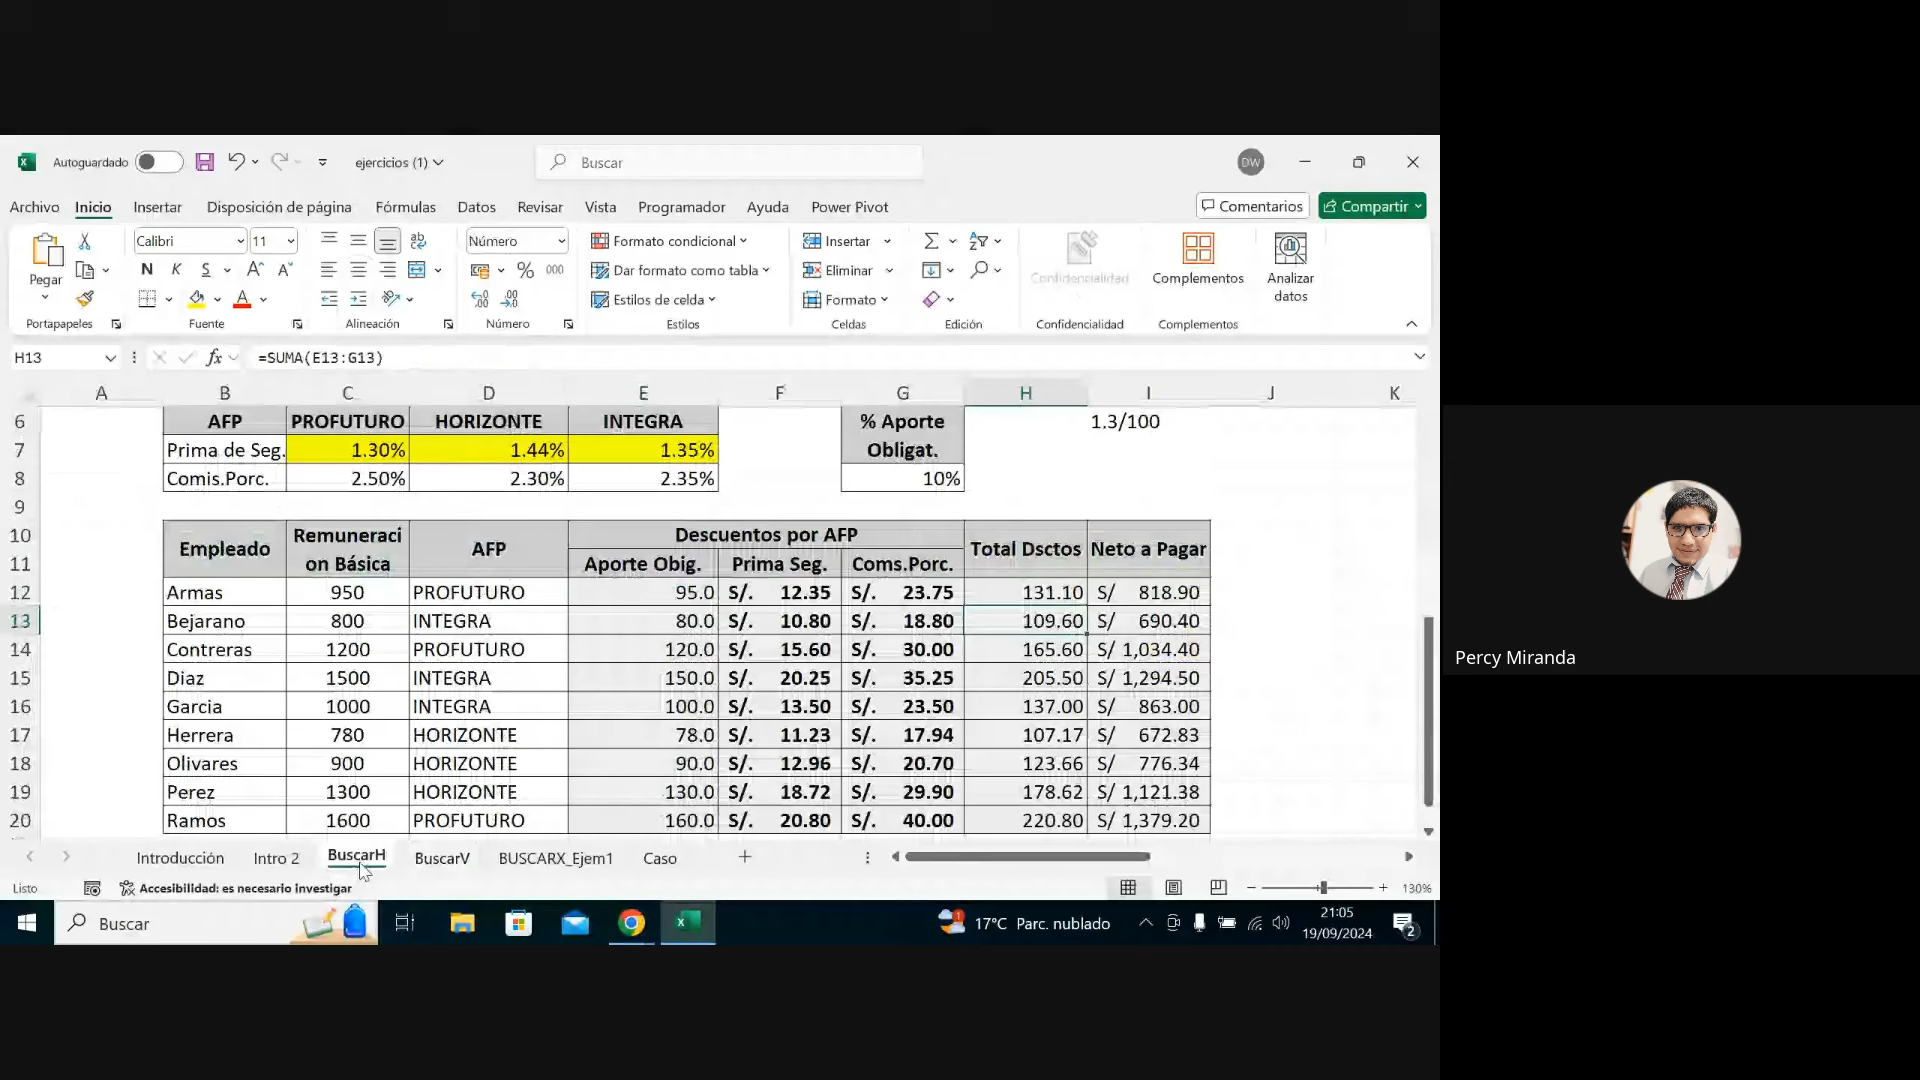 Autoguardado
ejercicios (1)
Buscar
DW
Archivo Inicio Insertar Disposición de página Fórmulas Datos Revisar Vista Programador Ayuda Power Pivot
Comentarios Compartir
Pegar
Calibri 11
N K S
Número
% 000
Formato condicional
Dar formato como tabla
Estilos de celda
Insertar
Eliminar
Formato
Confidencialidad
Complementos
Analizar datos
Portapapeles Fuente Alineación Número Estilos Celdas Edición Confidencialidad Complementos
H13 fx =SUMA(E13:G13)
A B C D E F G H I J K
6 AFP PROFUTURO HORIZONTE INTEGRA % Aporte 1.3/100
7 Prima de Seg. 1.30% 1.44% 1.35% Obligat.
8 Comis.Porc. 2.50% 2.30% 2.35% 10%
9
10 Empleado Remuneraci AFP Descuentos por AFP Total Dsctos Neto a Pagar
11 on Básica Aporte Obig. Prima Seg. Coms.Porc.
12 Armas 950 PROFUTURO 95.0 S/. 12.35 S/. 23.75 131.10 S/ 818.90
13 Bejarano 800 INTEGRA 80.0 S/. 10.80 S/. 18.80 109.60 S/ 690.40
14 Contreras 1200 PROFUTURO 120.0 S/. 15.60 S/. 30.00 165.60 S/ 1,034.40
15 Diaz 1500 INTEGRA 150.0 S/. 20.25 S/. 35.25 205.50 S/ 1,294.50
16 Garcia 1000 INTEGRA 100.0 S/. 13.50 S/. 23.50 137.00 S/ 863.00
17 Herrera 780 HORIZONTE 78.0 S/. 11.23 S/. 17.94 107.17 S/ 672.83
18 Olivares 900 HORIZONTE 90.0 S/. 12.96 S/. 20.70 123.66 S/ 776.34
19 Perez 1300 HORIZONTE 130.0 S/. 18.72 S/. 29.90 178.62 S/ 1,121.38
20 Ramos 1600 PROFUTURO 160.0 S/. 20.80 S/. 40.00 220.80 S/ 1,379.20
Introducción Intro 2 BuscarH BuscarV BUSCARX_Ejem1 Caso
Listo Accesibilidad: es necesario investigar 130%
Buscar
17°C Parc. nublado
21:05
19/09/2024
2
Percy Miranda